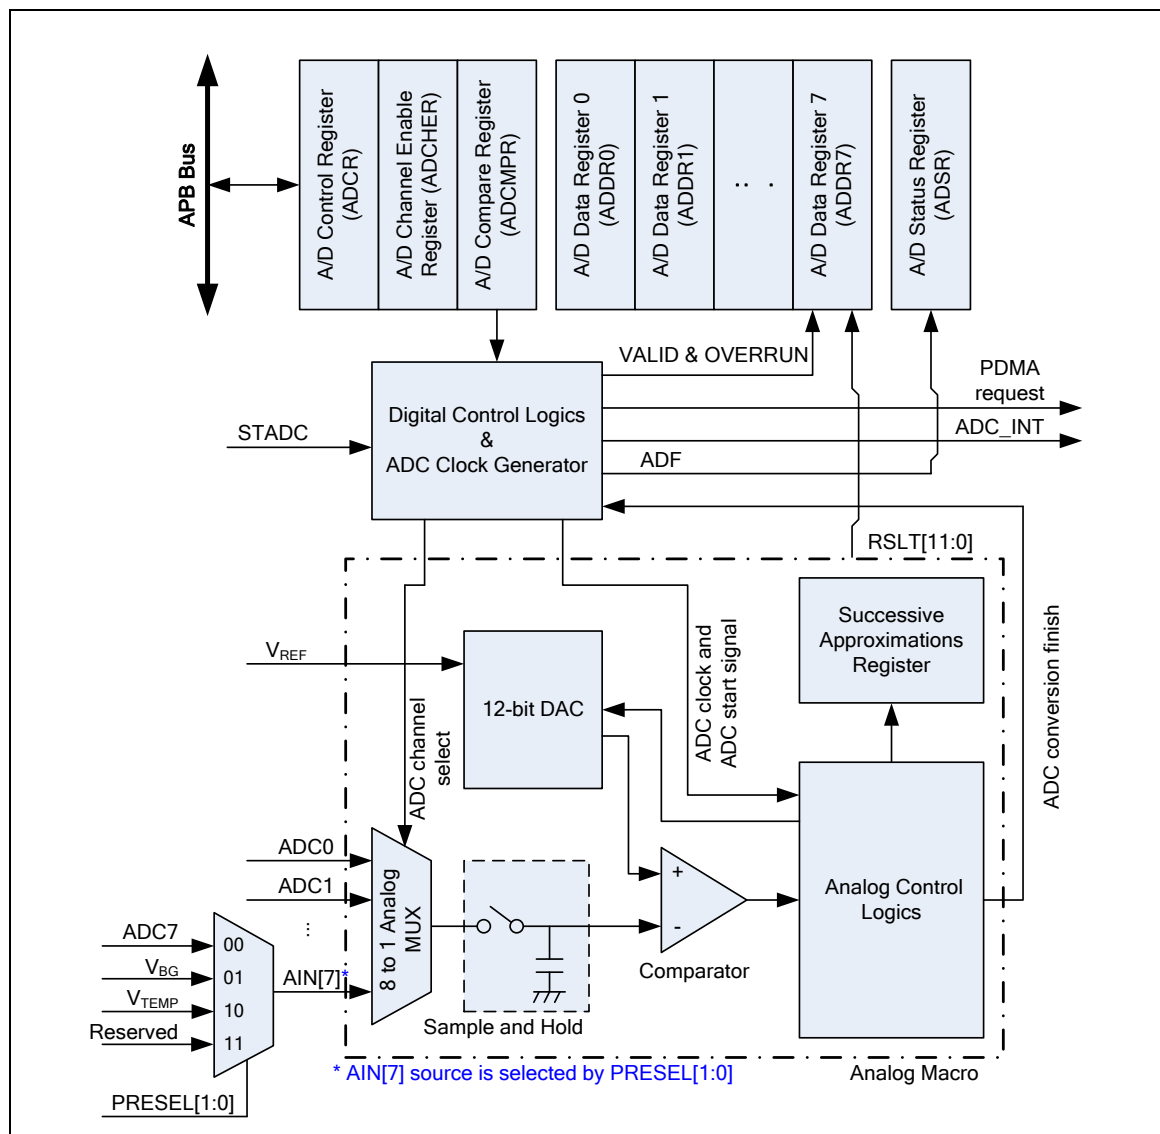 APB Bus
A/D Control Register
(ADCR)
A/D Channel Enable
Register (ADCHER)
A/D Compare Register
(ADCMPR)
A/D Data Register 0
(ADDR0)
A/D Data Register 1
(ADDR1)
... .
A/D Data Register 7
(ADDR7)
A/D Status Register
(ADSR)
VALID & OVERRUN
PDMA
request
Digital Control Logics
&
ADC Clock Generator
STADC
ADC_INT
ADF
RSLT[11:0]
Successive
Approximations
Register
VREF
12-bit DAC
ADC channel
select
ADC clock and
ADC start signal
ADC conversion finish
ADC0
ADC1
...
8 to 1 Analog
MUX
+
-
Comparator
Analog Control
Logics
ADC7
VBG
VTEMP
Reserved
00
01
10
11
AIN[7]*
Sample and Hold
* AIN[7] source is selected by PRESEL[1:0]
Analog Macro
PRESEL[1:0]